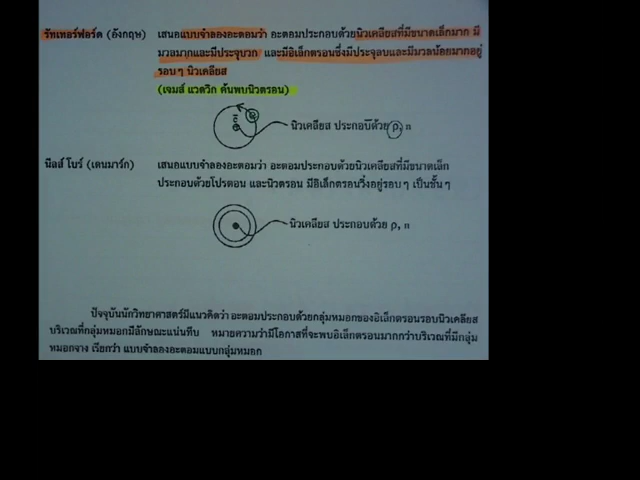 รัทเทอร์ฟอร์ด (อังกฤษ) เสนอแบบจำลองอะตอมว่า อะตอมประกอบด้วยนิวเคลียสที่มีขนาดเล็กมาก มี
มวลมากและมีประจุบวก และมีอิเล็กตรอนซึ่งมีประจุลบและมีมวลน้อยมากอยู่
รอบๆ นิวเคลียส
(เจมส์ แวดวิก ค้นพบนิวตรอน)
นิวเคลียส ประกอบด้วย p, n
นีลส์ โบร์ (เดนมาร์ก) เสนอแบบจำลองอะตอมว่า อะตอมประกอบด้วยนิวเคลียสที่มีขนาดเล็ก
ประกอบด้วยโปรตอน และนิวตรอน มีอิเล็กตรอนวิ่งอยู่รอบๆ เป็นชั้นๆ
นิวเคลียส ประกอบด้วย p, n
ปัจจุบันนักวิทยาศาสตร์มีแนวคิดว่า อะตอมประกอบด้วยกลุ่มหมอกของอิเล็กตรอนรอบนิวเคลียส
บริเวณที่กลุ่มหมอกมีลักษณะแน่นทึบ หมายความว่ามีโอกาสที่จะพบอิเล็กตรอนมากกว่าบริเวณที่มีกลุ่ม
หมอกจาง เรียกว่า แบบจำลองอะตอมแบบกลุ่มหมอก